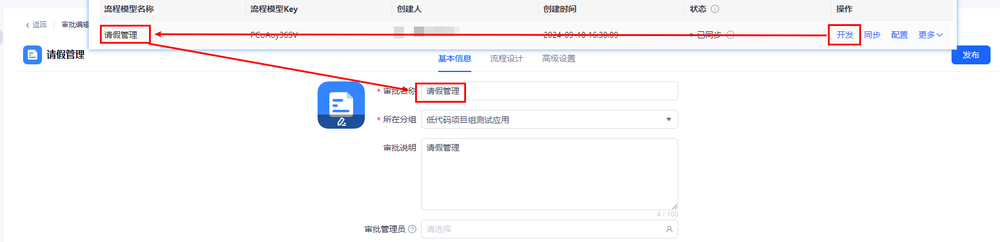 流程模型名称 流程模型Key 创建人 创建时间 状态 操作
请假管理 PCoAoy36SV 2024-09-10 16:30:09 已同步 开发 同步 配置 更多
返回 审批编辑
请假管理 基本信息 流程设计 高级设置 发布
* 审批名称 请假管理
* 所在分组 低代码项目组测试应用
审批说明 请假管理
4 / 100
审批管理员 请选择